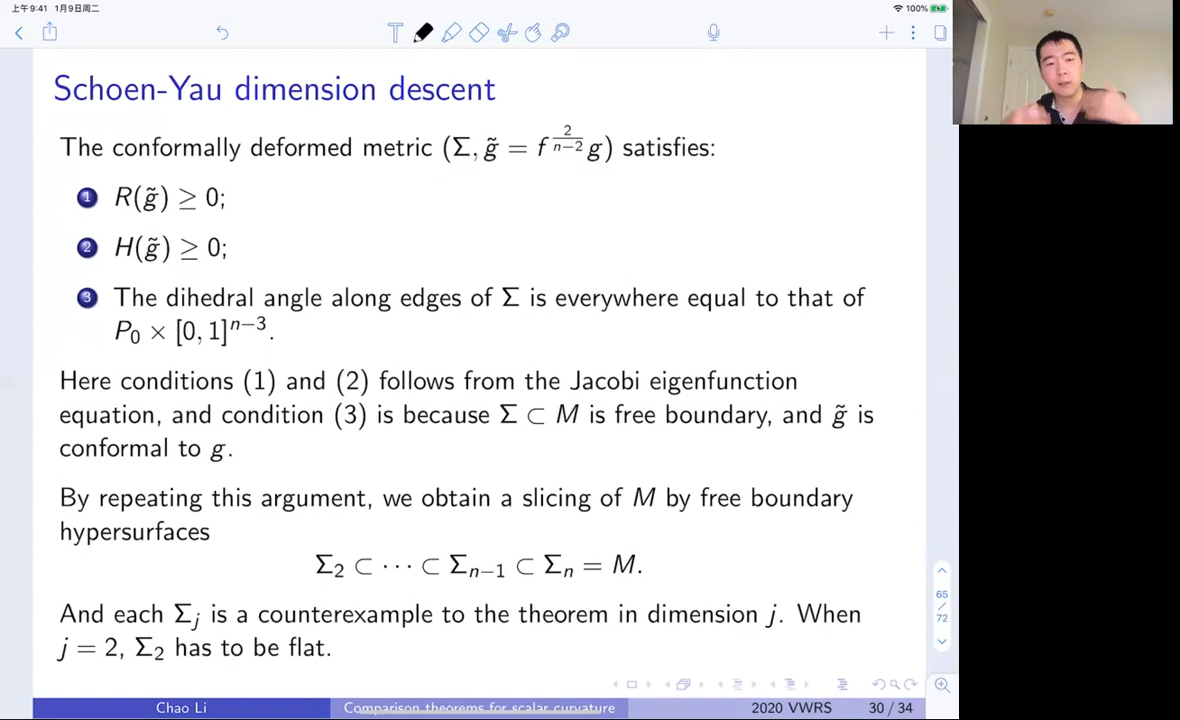 上午9:41 1月9日周二
100%
Schoen-Yau dimension descent
The conformally deformed metric (Σ, g̃ = f^{2/(n−2)} g) satisfies:
1 R(g̃) ≥ 0;
2 H(g̃) ≥ 0;
3 The dihedral angle along edges of Σ is everywhere equal to that of
P₀ × [0, 1]ⁿ⁻³.
Here conditions (1) and (2) follows from the Jacobi eigenfunction
equation, and condition (3) is because Σ ⊂ M is free boundary, and g̃ is
conformal to g.
By repeating this argument, we obtain a slicing of M by free boundary
hypersurfaces
Σ₂ ⊂ ⋯ ⊂ Σₙ₋₁ ⊂ Σₙ = M.
And each Σⱼ is a counterexample to the theorem in dimension j. When
j = 2, Σ₂ has to be flat.
65
/
72
Chao Li Comparison theorems for scalar curvature 2020 VWRS 30 / 34